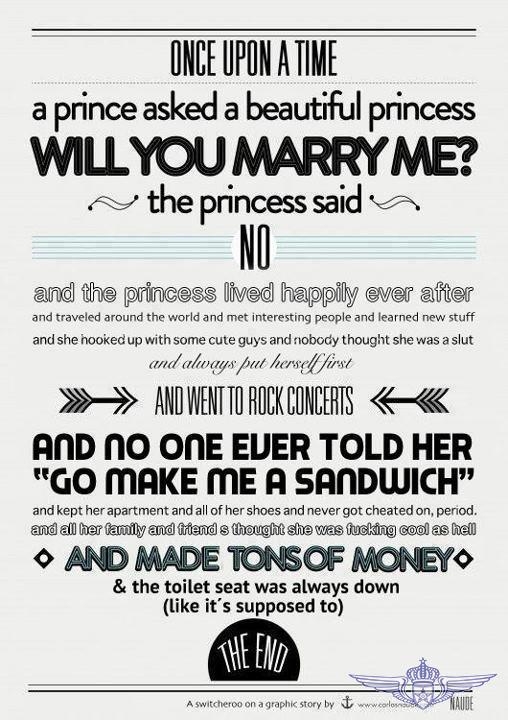 ONCE UPON A TIME
a prince asked a beautiful princess
WILL YOU MARRY ME?
the princess said
NO
and the princess lived happily ever after
and traveled around the world and met interesting people and learned new stuff
and she hooked up with some cute guys and nobody thought she was a slut
and always put herself first
AND WENT TO ROCK CONCERTS
AND NO ONE EVER TOLD HER
"GO MAKE ME A SANDWICH"
and kept her apartment and all of her shoes and never got cheated on, period.
and all her family and friend s thought she was fucking cool as hell
AND MADE TONS OF MONEY
& the toilet seat was always down
(like it´s supposed to)
THE END
A switcheroo on a graphic story by www.carlosnaude NAUDE